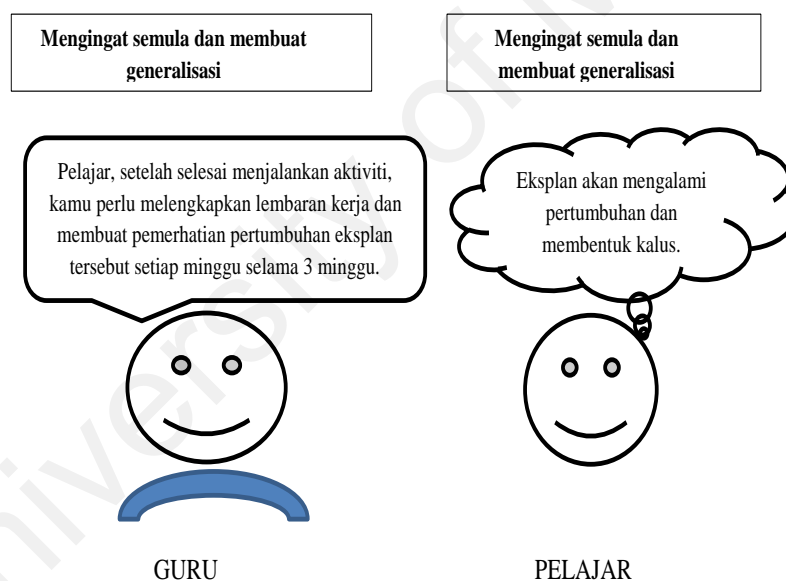 Mengingat semula dan membuat
generalisasi
Mengingat semula dan
membuat generalisasi
Pelajar, setelah selesai menjalankan aktiviti,
kamu perlu melengkapkan lembaran kerja dan
membuat pemerhatian pertumbuhan eksplan
tersebut setiap minggu selama 3 minggu.
Eksplan akan mengalami
pertumbuhan dan
membentuk kalus.
GURU
PELAJAR
University of M